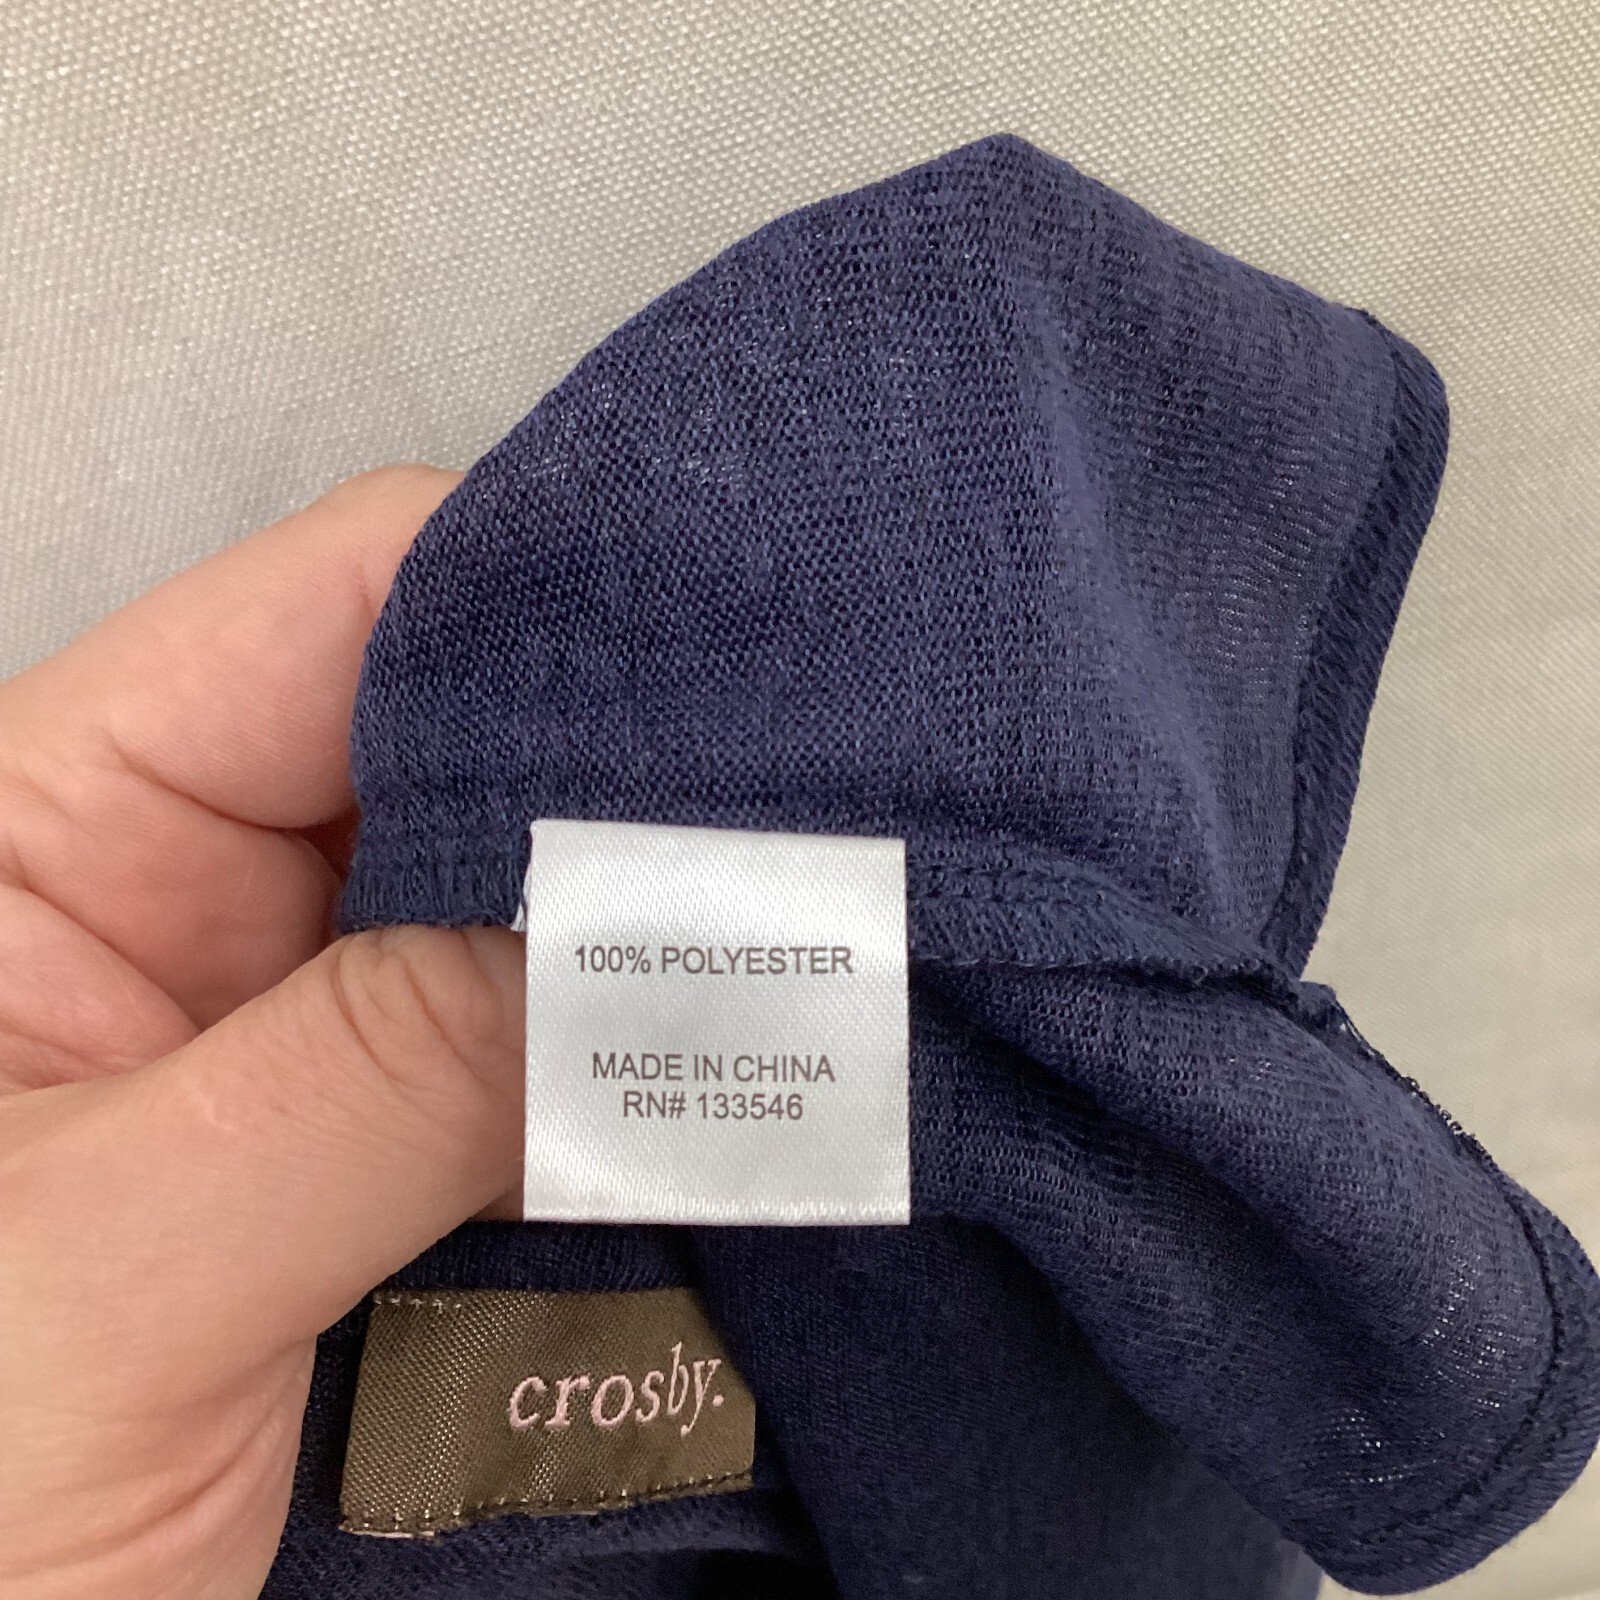 100% POLYESTER
MADE IN CHINA
RN# 133546
crosby.